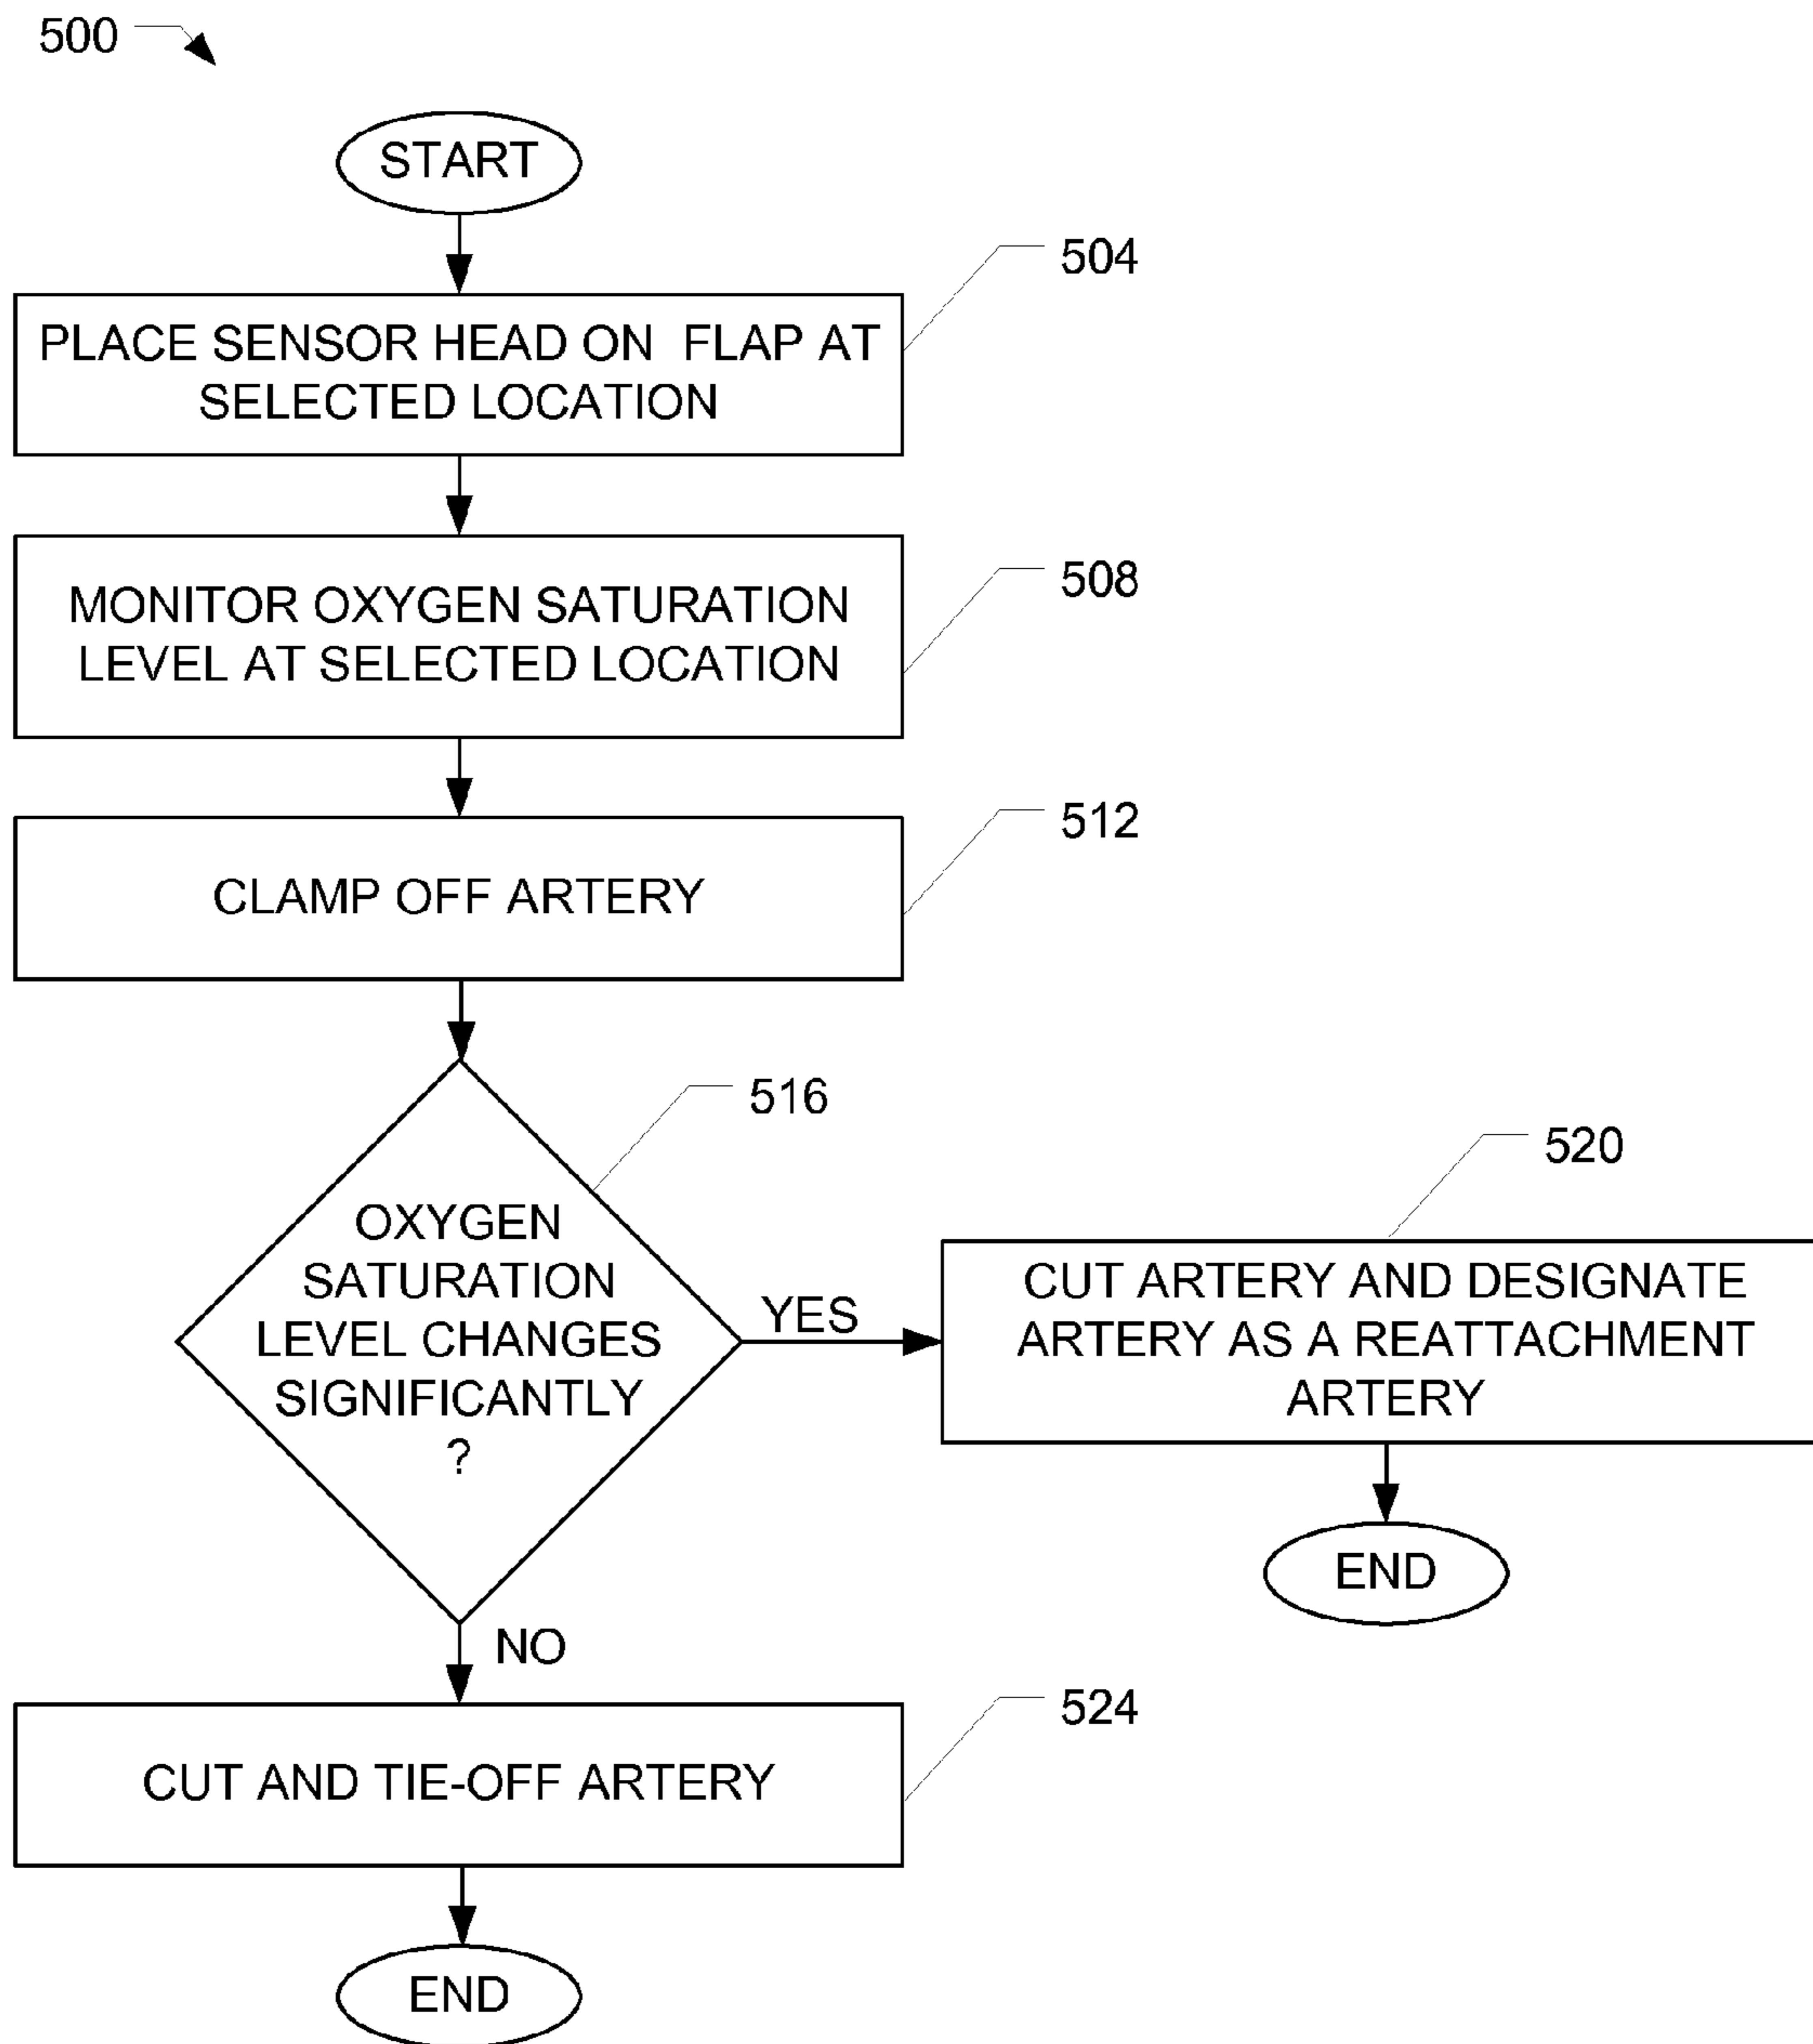 500
START
504
PLACE SENSOR HEAD ON FLAP AT
SELECTED LOCATION
508
MONITOR OXYGEN SATURATION
LEVEL AT SELECTED LOCATION
512
CLAMP OFF ARTERY
516
OXYGEN
SATURATION
LEVEL CHANGES
SIGNIFICANTLY
?
YES
520
CUT ARTERY AND DESIGNATE
ARTERY AS A REATTACHMENT
ARTERY
END
NO
524
CUT AND TIE-OFF ARTERY
END